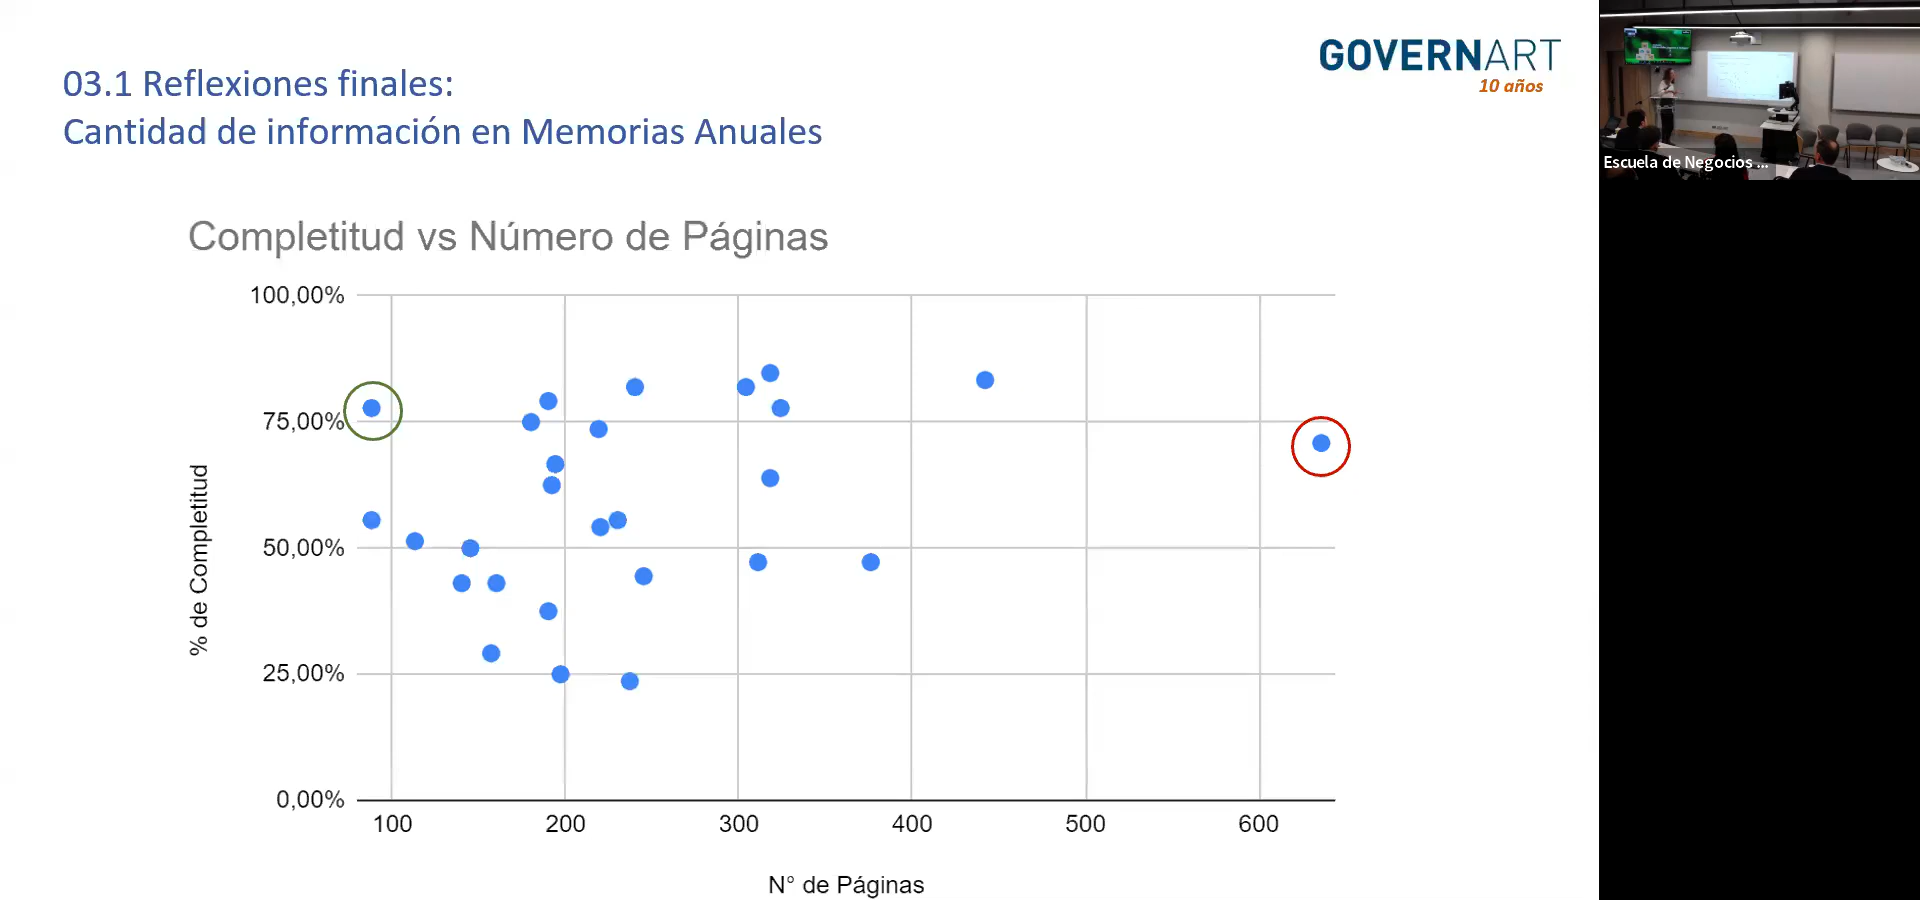 GOVERNART
10 años
03.1 Reflexiones finales:
Cantidad de información en Memorias Anuales
Escuela de Negocios ...
Completitud vs Número de Páginas
100,00%
75,00%
50,00%
25,00%
0,00%
% de Completitud
100
200
300
400
500
600
N° de Páginas